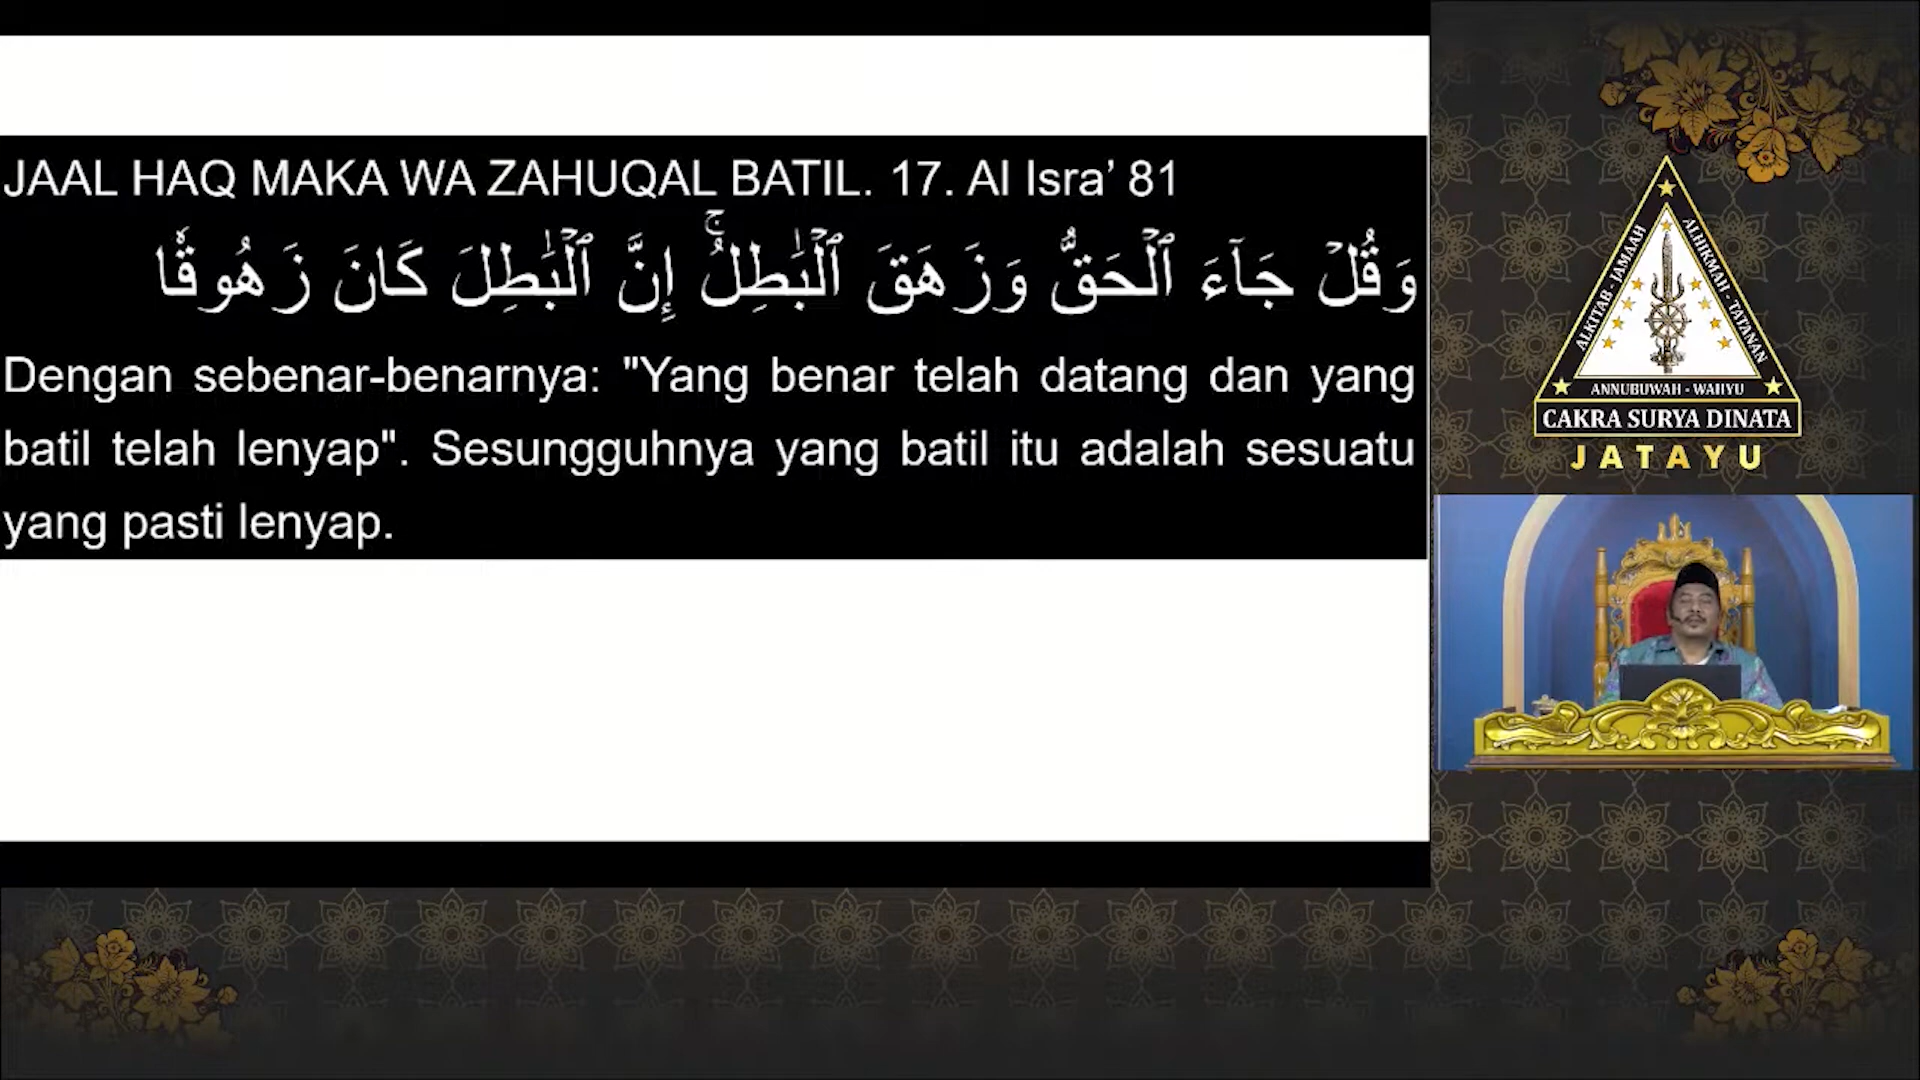 JAAL HAQ MAKA WA ZAHUQAL BATIL. 17. Al Isra’ 81
وَقُلۡ جَآءَ ٱلۡحَقُّ وَزَهَقَ ٱلۡبَٰطِلُۚ إِنَّ ٱلۡبَٰطِلَ كَانَ زَهُوقٗا
Dengan sebenar-benarnya: "Yang benar telah datang dan yang
batil telah lenyap". Sesungguhnya yang batil itu adalah sesuatu
yang pasti lenyap.
ALKITAB - JAMAAH
ALHIKMAH - TATANAN
ANNUBUWAH - WAHYU
CAKRA SURYA DINATA
JATAYU